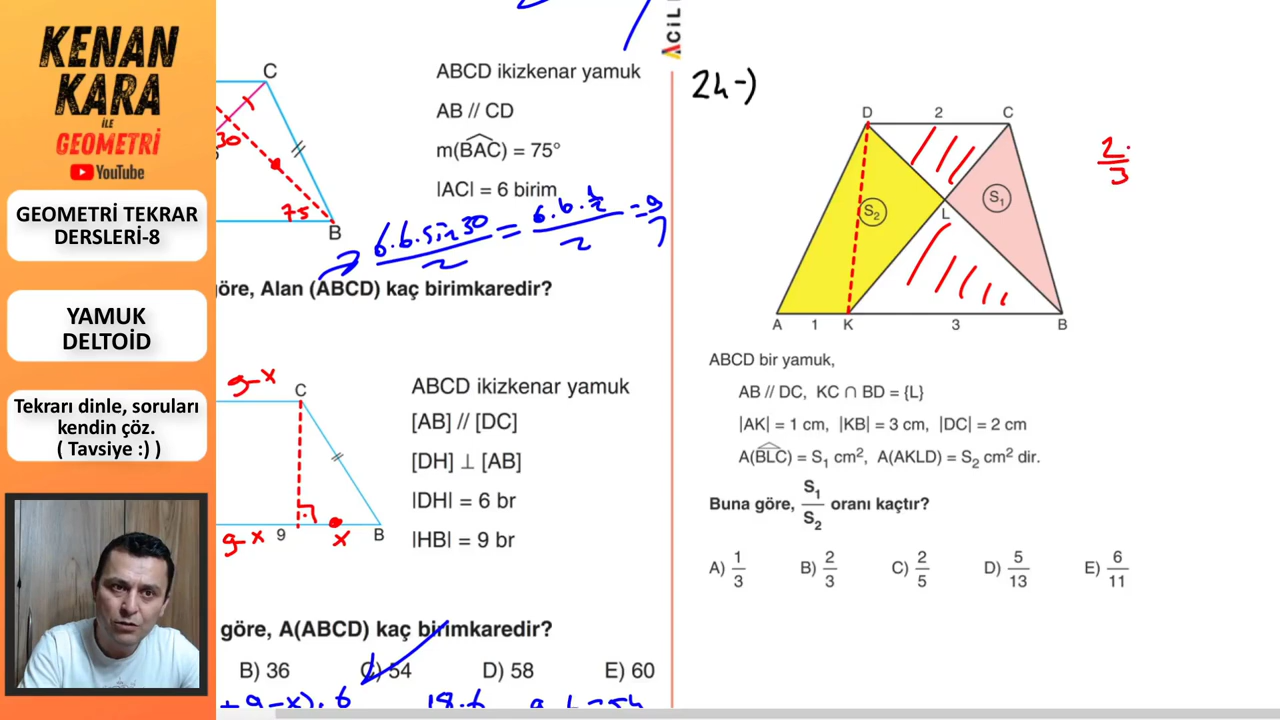 KENAN
KARA
İLE
GEOMETRİ
YouTube
GEOMETRİ TEKRAR
DERSLERİ-8
YAMUK
DELTOİD
Tekrarı dinle, soruları
kendin çöz.
( Tavsiye :) )
C
30
75
B
ABCD ikizkenar yamuk
AB // CD
m(BAC) = 75°
|AC| = 6 birim
6.6.sin30/2 = 6.6.1/2/2 = 9
göre, Alan (ABCD) kaç birimkaredir?
9-x
C
9-x
9
x
B
ABCD ikizkenar yamuk
[AB] // [DC]
[DH] ⊥ [AB]
|DH| = 6 br
|HB| = 9 br
göre, A(ABCD) kaç birimkaredir?
B) 36
C) 54
D) 58
E) 60
+9-x).6
18.6
ACİL
24-)
D
2
C
2/3
S₂
S₁
L
A
1
K
3
B
ABCD bir yamuk,
AB // DC, KC ∩ BD = {L}
|AK| = 1 cm, |KB| = 3 cm, |DC| = 2 cm
A(BLC) = S₁ cm², A(AKLD) = S₂ cm² dir.
Buna göre, S₁/S₂ oranı kaçtır?
A) 1/3
B) 2/3
C) 2/5
D) 5/13
E) 6/11